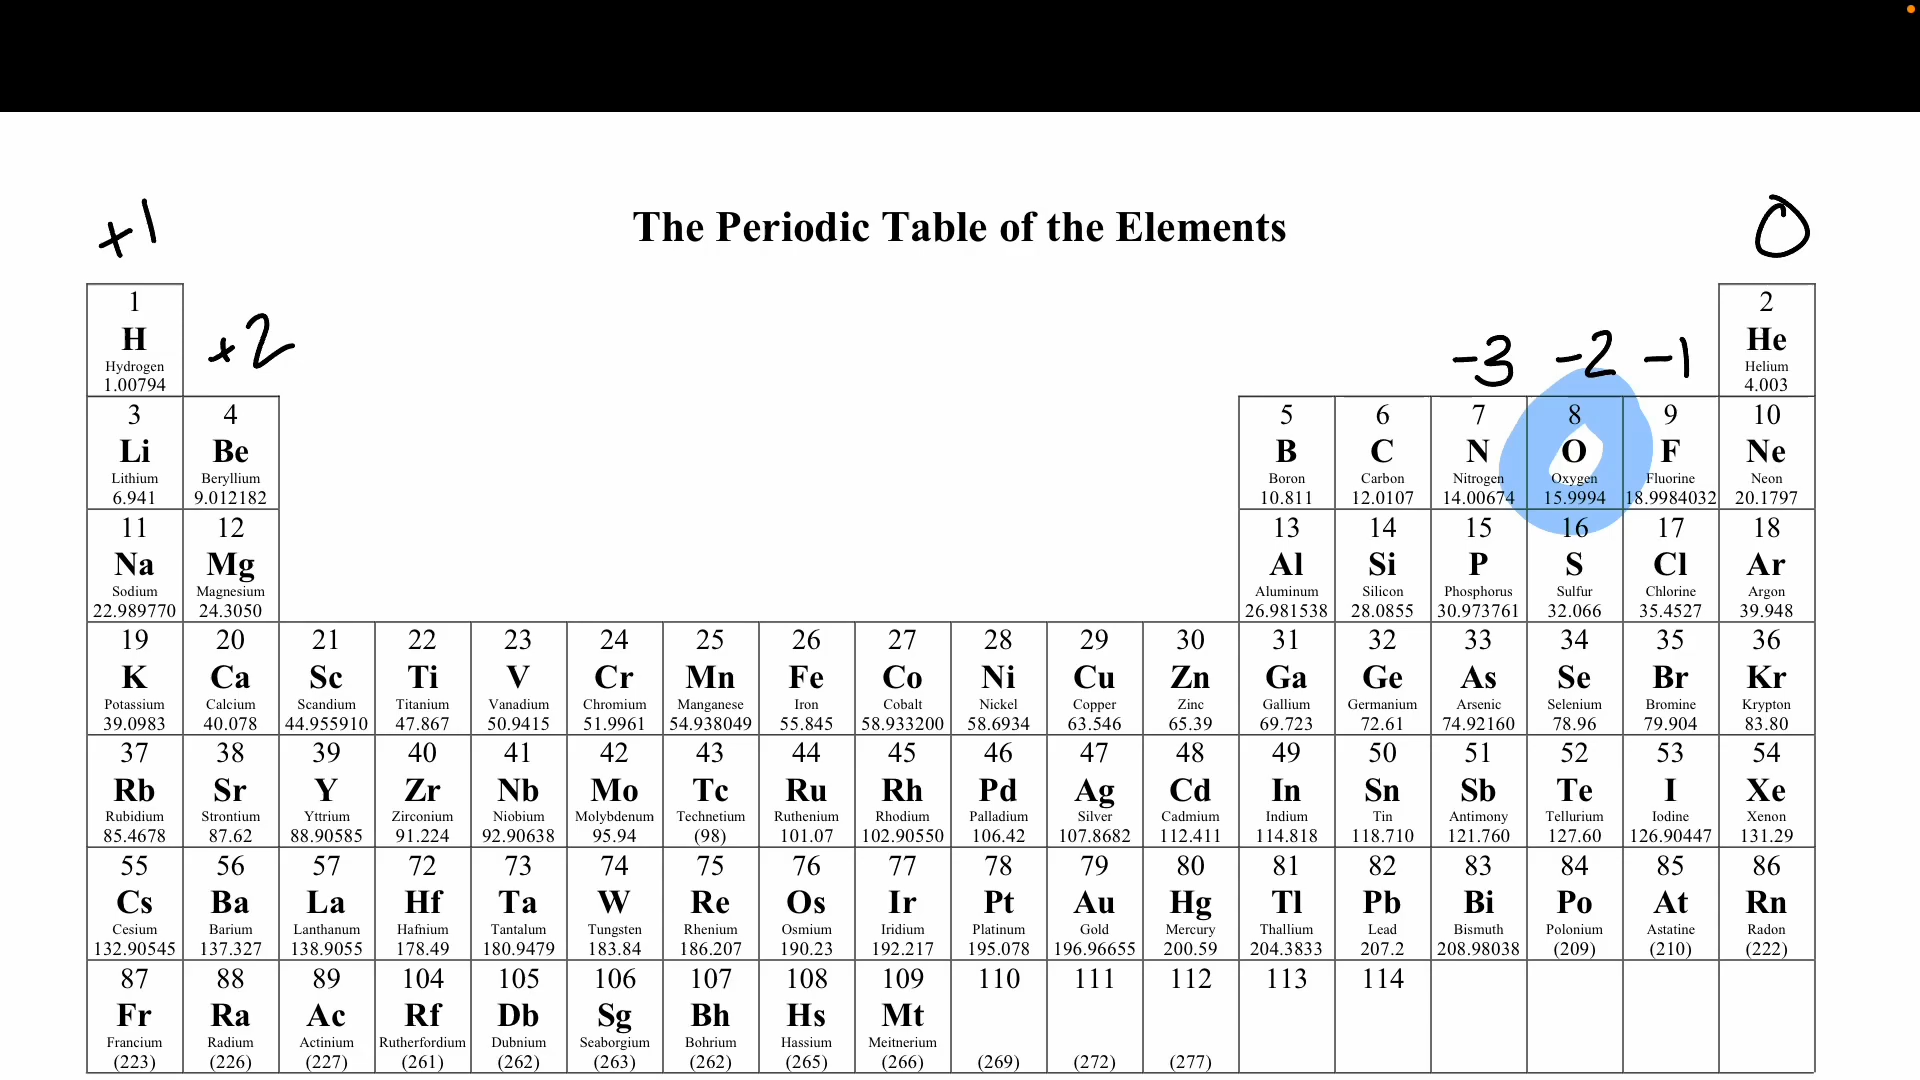 +1
The Periodic Table of the Elements
0
1 2
H +2 -3 -2 -1 He
Hydrogen Helium
1.00794 4.003
3 4 5 6 7 8 9 10
Li Be B C N O F Ne
Lithium Beryllium Boron Carbon Nitrogen Oxygen Fluorine Neon
6.941 9.012182 10.811 12.0107 14.00674 15.9994 18.9984032 20.1797
11 12 13 14 15 16 17 18
Na Mg Al Si P S Cl Ar
Sodium Magnesium Aluminum Silicon Phosphorus Sulfur Chlorine Argon
22.989770 24.3050 26.981538 28.0855 30.973761 32.066 35.4527 39.948
19 20 21 22 23 24 25 26 27 28 29 30 31 32 33 34 35 36
K Ca Sc Ti V Cr Mn Fe Co Ni Cu Zn Ga Ge As Se Br Kr
Potassium Calcium Scandium Titanium Vanadium Chromium Manganese Iron Cobalt Nickel Copper Zinc Gallium Germanium Arsenic Selenium Bromine Krypton
39.0983 40.078 44.955910 47.867 50.9415 51.9961 54.938049 55.845 58.933200 58.6934 63.546 65.39 69.723 72.61 74.92160 78.96 79.904 83.80
37 38 39 40 41 42 43 44 45 46 47 48 49 50 51 52 53 54
Rb Sr Y Zr Nb Mo Tc Ru Rh Pd Ag Cd In Sn Sb Te I Xe
Rubidium Strontium Yttrium Zirconium Niobium Molybdenum Technetium Ruthenium Rhodium Palladium Silver Cadmium Indium Tin Antimony Tellurium Iodine Xenon
85.4678 87.62 88.90585 91.224 92.90638 95.94 (98) 101.07 102.90550 106.42 107.8682 112.411 114.818 118.710 121.760 127.60 126.90447 131.29
55 56 57 72 73 74 75 76 77 78 79 80 81 82 83 84 85 86
Cs Ba La Hf Ta W Re Os Ir Pt Au Hg Tl Pb Bi Po At Rn
Cesium Barium Lanthanum Hafnium Tantalum Tungsten Rhenium Osmium Iridium Platinum Gold Mercury Thallium Lead Bismuth Polonium Astatine Radon
132.90545 137.327 138.9055 178.49 180.9479 183.84 186.207 190.23 192.217 195.078 196.96655 200.59 204.3833 207.2 208.98038 (209) (210) (222)
87 88 89 104 105 106 107 108 109 110 111 112 113 114
Fr Ra Ac Rf Db Sg Bh Hs Mt
Francium Radium Actinium Rutherfordium Dubnium Seaborgium Bohrium Hassium Meitnerium
(223) (226) (227) (261) (262) (263) (262) (265) (266) (269) (272) (277)